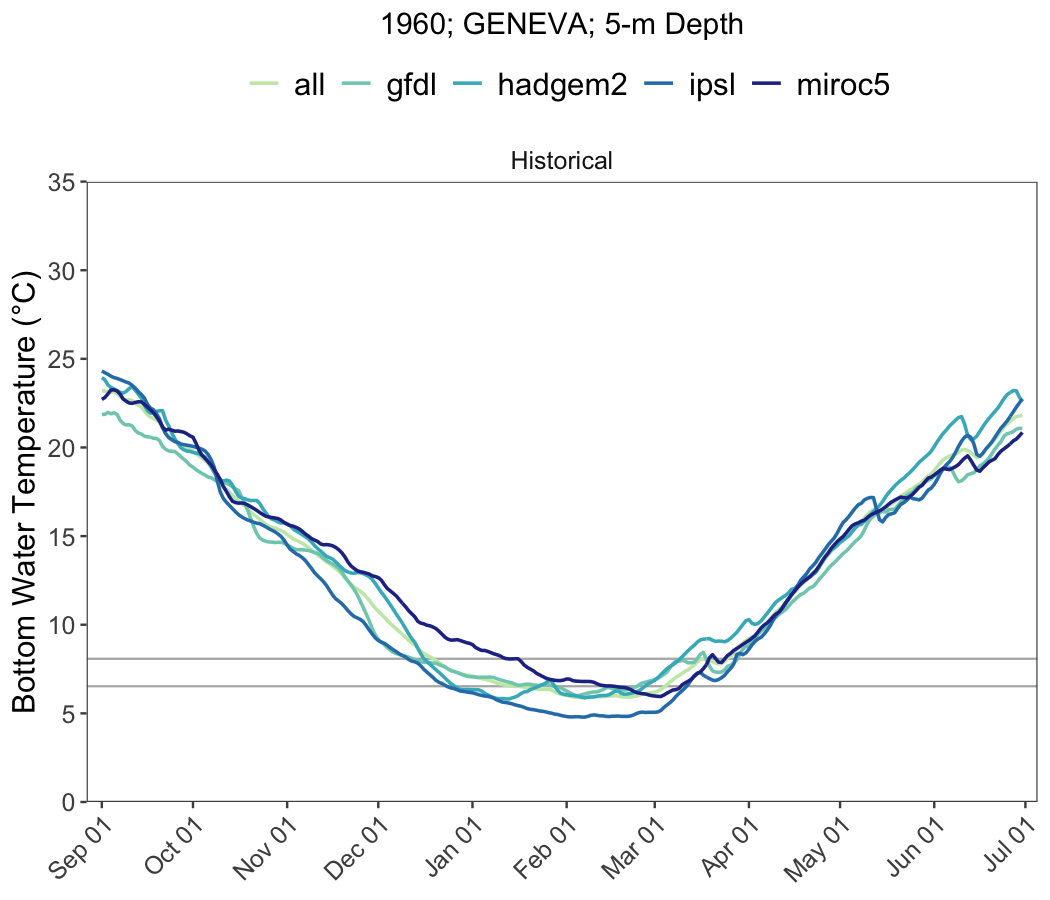 1960; GENEVA; 5-m Depth
all gfdl hadgem2 ipsl miroc5
Historical
Bottom Water Temperature (°C)
35
30
25
20
15
10
5
0
Sep 01 Oct 01 Nov 01 Dec 01 Jan 01 Feb 01 Mar 01 Apr 01 May 01 Jun 01 Jul 01